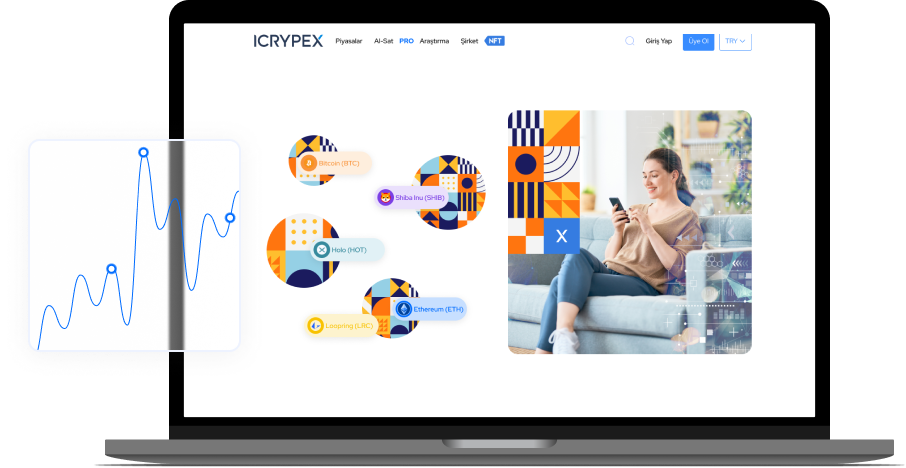 ICRYPEX Piyasalar Al-Sat PRO Araştırma Şirket NFT Giriş Yap Üye Ol TRY
Bitcoin (BTC)
Shiba Inu (SHIB)
X
Holo (HOT)
Ethereum (ETH)
Loopring (LRC)